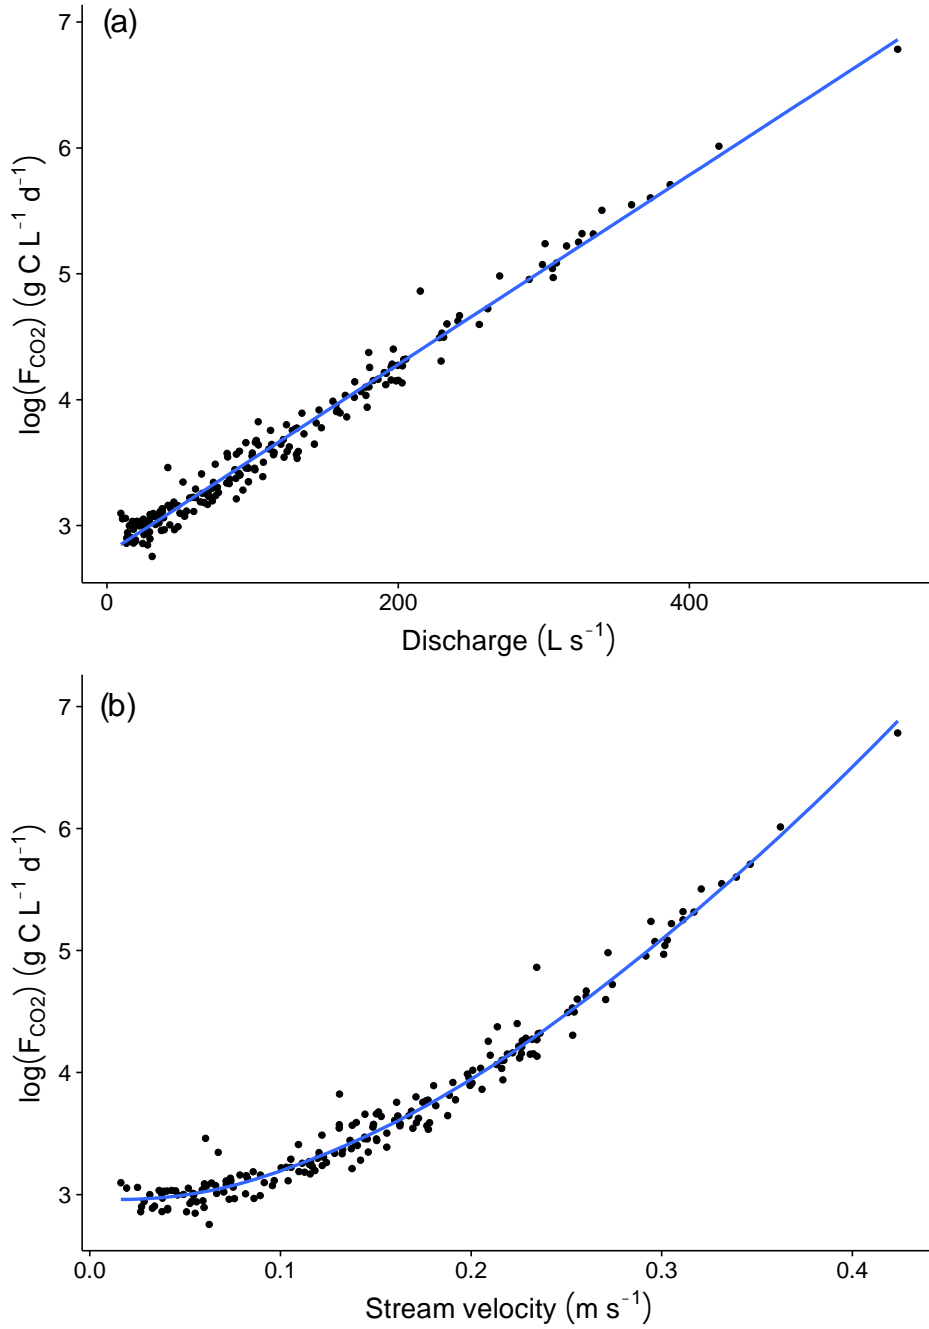 (a)
7
6
5
4
3
log(F_CO2) (g C L⁻¹ d⁻¹)
0 200 400
Discharge (L s⁻¹)
(b)
7
6
5
4
3
log(F_CO2) (g C L⁻¹ d⁻¹)
0.0 0.1 0.2 0.3 0.4
Stream velocity (m s⁻¹)